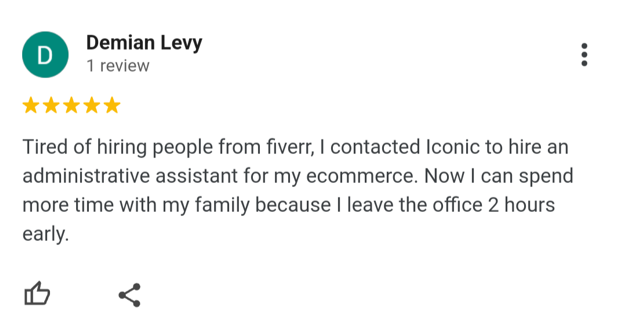 D
Demian Levy
1 review
Tired of hiring people from fiverr, I contacted Iconic to hire an
administrative assistant for my ecommerce. Now I can spend
more time with my family because I leave the office 2 hours
early.